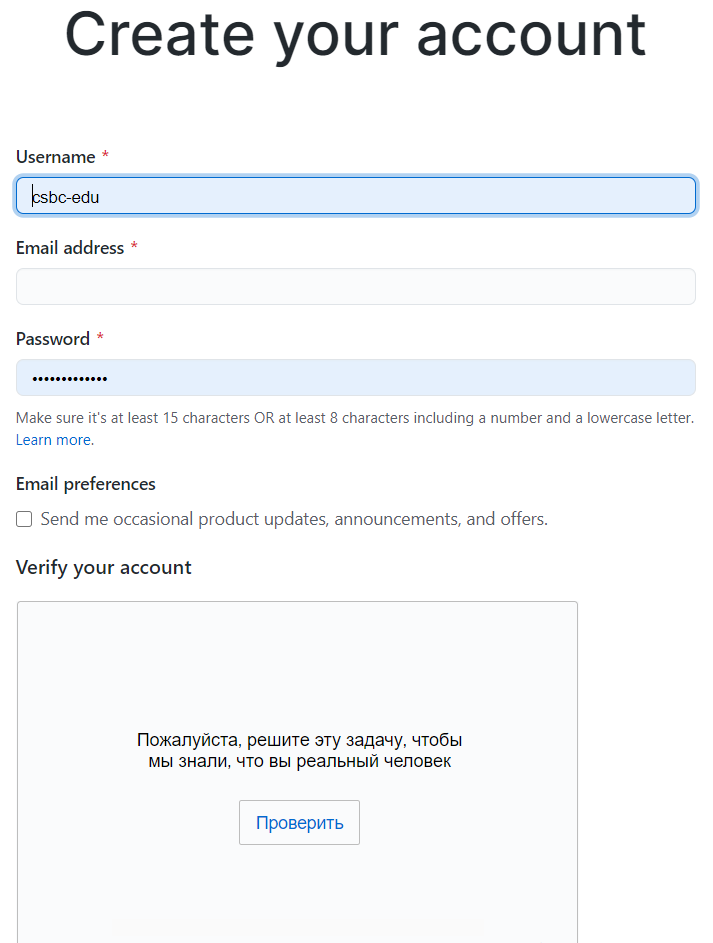 Create your account
Username *
csbc-edu
Email address *
Password *
•••••••••••••
Make sure it's at least 15 characters OR at least 8 characters including a number and a lowercase letter.
Learn more.
Email preferences
Send me occasional product updates, announcements, and offers.
Verify your account
Пожалуйста, решите эту задачу, чтобы
мы знали, что вы реальный человек
Проверить